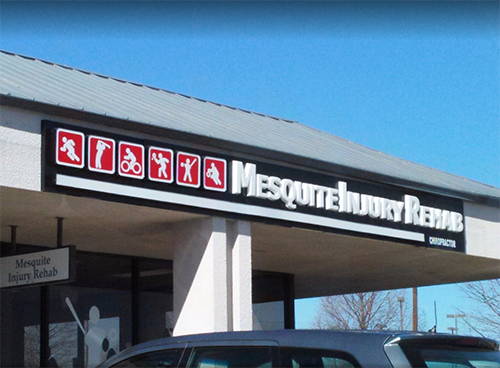 MESQUITE INJURY REHAB
CHIROPRACTOR
Mesquite
Injury Rehab